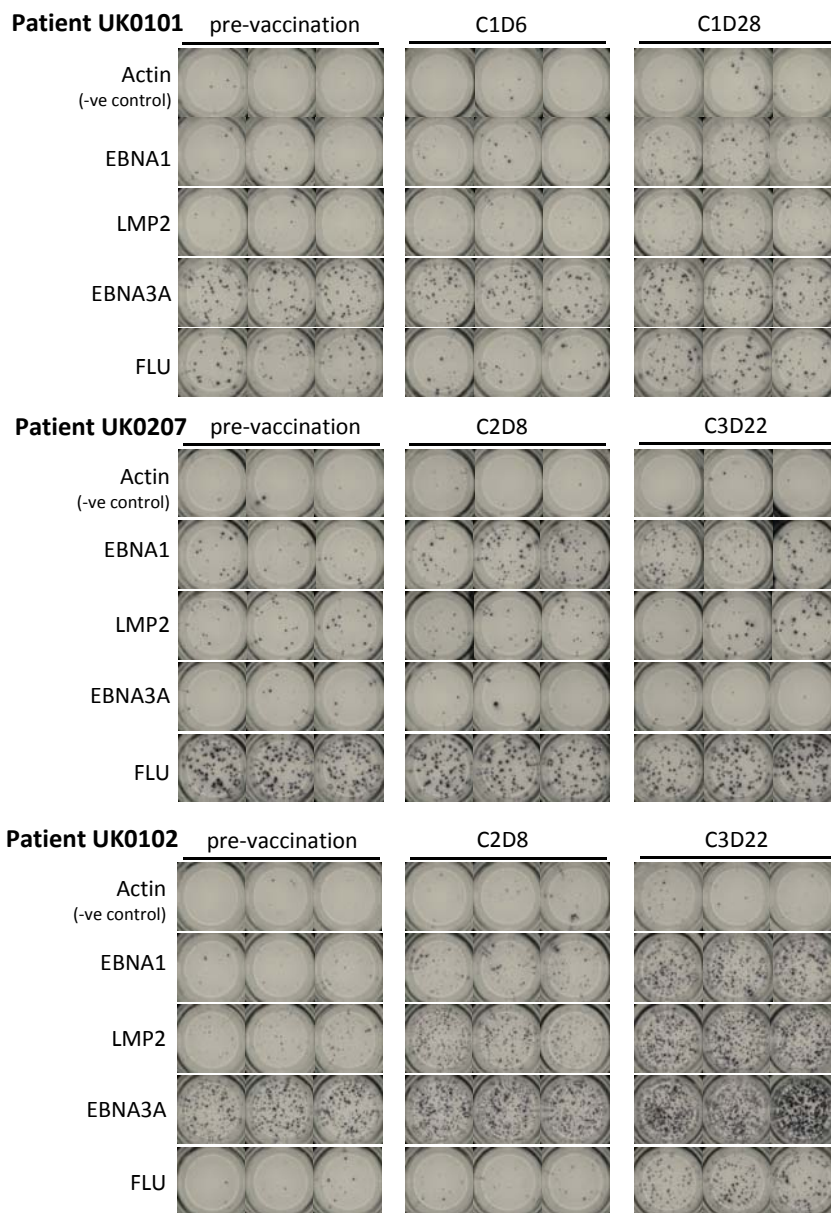 Patient UK0101 pre-vaccination C1D6 C1D28
Actin
(-ve control)
EBNA1
LMP2
EBNA3A
FLU
Patient UK0207 pre-vaccination C2D8 C3D22
Actin
(-ve control)
EBNA1
LMP2
EBNA3A
FLU
Patient UK0102 pre-vaccination C2D8 C3D22
Actin
(-ve control)
EBNA1
LMP2
EBNA3A
FLU